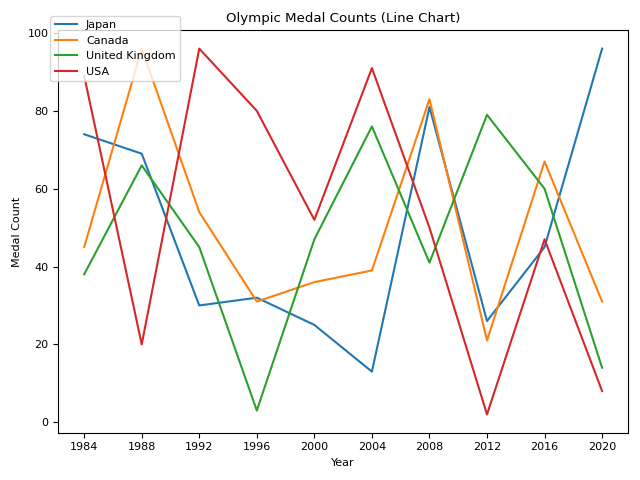 Olympic Medal Counts (Line Chart)
Japan
Canada
United Kingdom
USA
100
80
60
40
20
0
Medal Count
1984 1988 1992 1996 2000 2004 2008 2012 2016 2020
Year